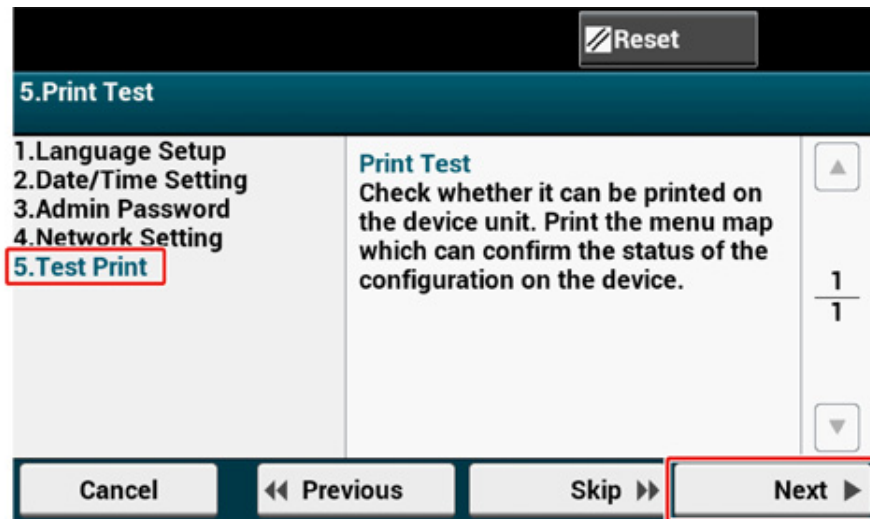 Reset
5.Print Test
1.Language Setup
2.Date/Time Setting
3.Admin Password
4.Network Setting
5.Test Print
Print Test
Check whether it can be printed on
the device unit. Print the menu map
which can confirm the status of the
configuration on the device.
1
1
Cancel
Previous
Skip
Next